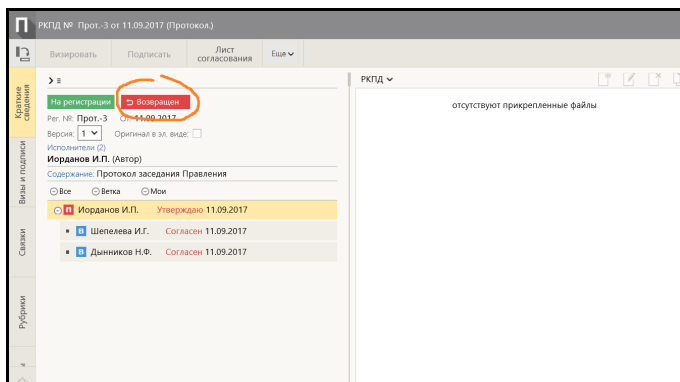 П РКПД № Прот.-3 от 11.09.2017 (Протокол.)
Визировать Подписать Лист согласования Еще
Краткие сведения
Визы и подписи
Связки
Рубрики
На регистрации Возвращен
Рег. №: Прот.-3 От: 11.09.2017
Версия: 1 Оригинал в эл. виде:
Исполнители (2)
Иорданов И.П. (Автор)
Содержание: Протокол заседания Правления
Все Ветка Мои
П Иорданов И.П. Утверждаю 11.09.2017
В Шепелева И.Г. Согласен 11.09.2017
В Дынников Н.Ф. Согласен 11.09.2017
РКПД
отсутствуют прикрепленные файлы